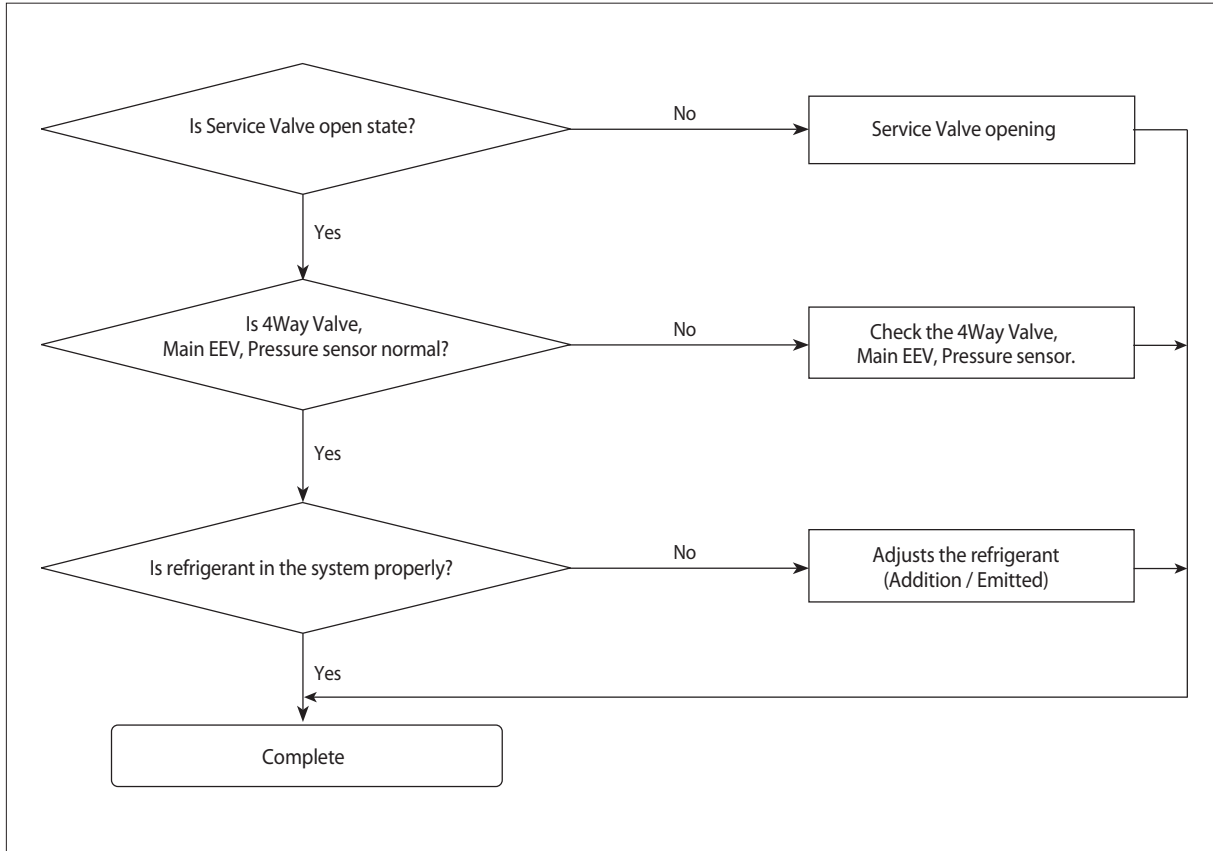 Is Service Valve open state?
No
Service Valve opening
Yes
Is 4Way Valve,
Main EEV, Pressure sensor normal?
No
Check the 4Way Valve,
Main EEV, Pressure sensor.
Yes
Is refrigerant in the system properly?
No
Adjusts the refrigerant
(Addition / Emitted)
Yes
Complete